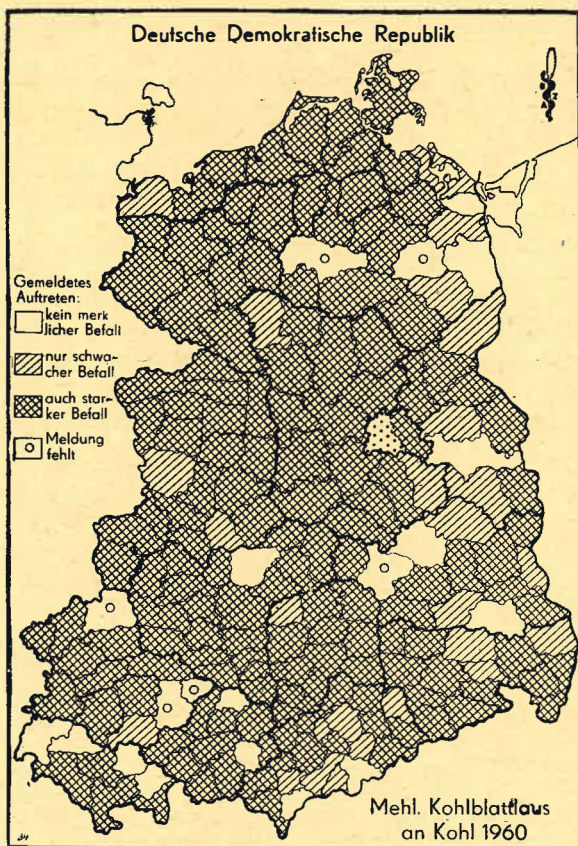 Deutsche Demokratische Republik
Gemeldetes
Auftreten:
kein merk
licher Befall
nur schwa-
cher Befall
auch star-
ker Befall
Meldung
fehlt
Mehl. Kohlblattlaus
an Kohl 1960